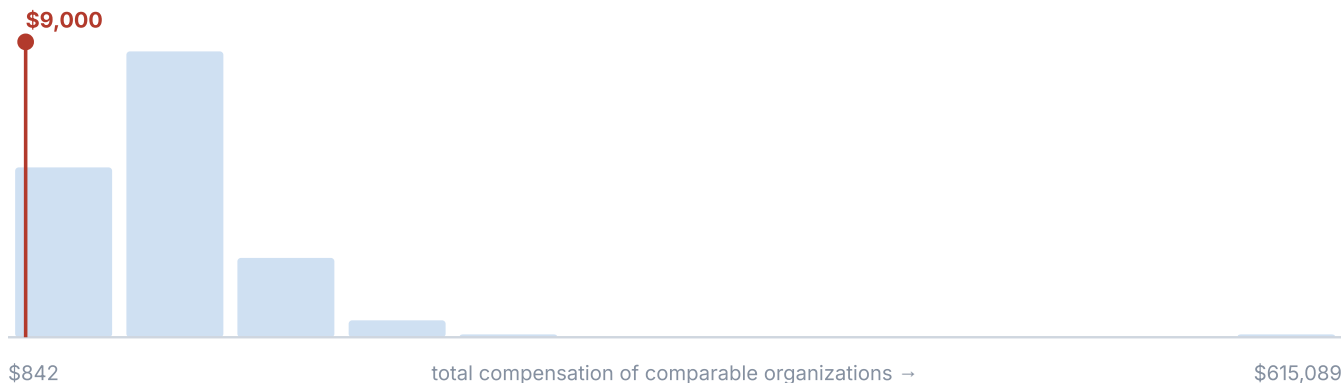 $9,000
$842 total compensation of comparable organizations → $615,089